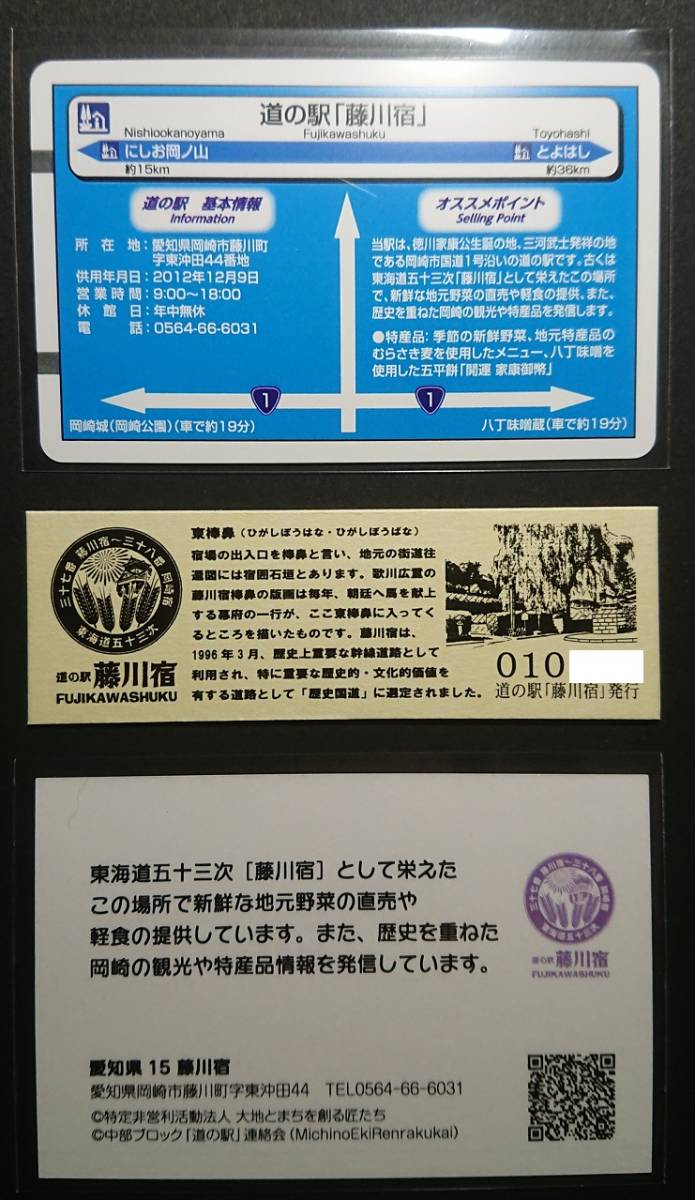 道の駅「藤川宿」
Nishiookanoyama
Fujikawashuku
Toyohashi
にしお岡ノ山
とよはし
約15km
約36km
道の駅 基本情報
Information
所在地:愛知県岡崎市藤川町
字東沖田44番地
供用年月日:2012年12月9日
営業時間:9:00〜18:00
休館日:年中無休
電話:0564-66-6031
オススメポイント
Selling Point
当駅は、徳川家康公生誕の地、三河武士発祥の地
である岡崎市国道1号沿いの道の駅です。古くは
東海道五十三次「藤川宿」として栄えたこの場所
で、新鮮な地元野菜の直売や軽食の提供、また、
歴史を重ねた岡崎の観光や特産品を発信します。
●特産品:季節の新鮮野菜、地元特産品の
むらさき麦を使用したメニュー、八丁味噌を
使用した五平餅「開運 家康御幣」
1
1
岡崎城(岡崎公園)(車で約19分)
八丁味噌蔵(車で約19分)
三十七番 藤川宿〜三十八番 岡崎宿
東海道五十三次
道の駅 藤川宿
FUJIKAWASHUKU
東棒鼻(ひがしぼうはな・ひがしぼうばな)
宿場の出入口を棒鼻と言い、地元の街道往
還図には宿囲石垣とあります。歌川広重の
藤川宿棒鼻の版画は毎年、朝廷へ馬を献上
する幕府の一行が、ここ東棒鼻に入ってく
るところを描いたものです。藤川宿は、
1996年3月、歴史上重要な幹線道路として
利用され、特に重要な歴史的・文化的価値を
有する道路として「歴史国道」に選定されました。
010
道の駅「藤川宿」発行
東海道五十三次[藤川宿]として栄えた
この場所で新鮮な地元野菜の直売や
軽食の提供しています。また、歴史を重ねた
岡崎の観光や特産品情報を発信しています。
三十七番 藤川宿〜三十八番 岡崎宿
東海道五十三次
道の駅 藤川宿
FUJIKAWASHUKU
愛知県 15 藤川宿
愛知県岡崎市藤川町字東沖田44 TEL0564-66-6031
©特定非営利活動法人 大地とまちを創る匠たち
©中部ブロック「道の駅」連絡会(MichinoEkiRenrakukai)